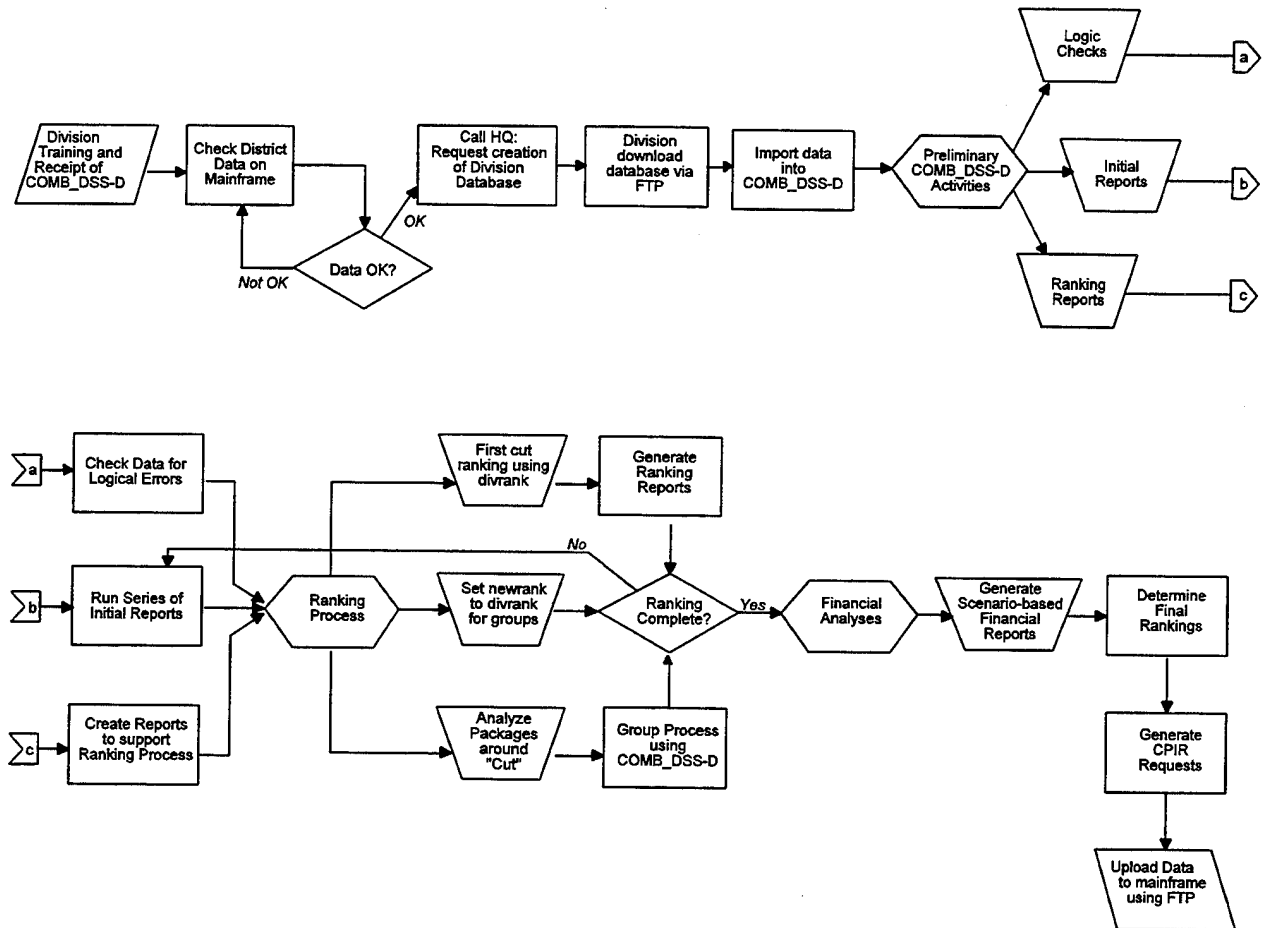 Logic
Checks
a
Division
Training and
Receipt of
COMB_DSS-D
Check District
Data on
Mainframe
Call HQ:
Request creation
of Division
Database
Division
download
database via
FTP
Import data
into
COMB_DSS-D
Preliminary
COMB_DSS-D
Activities
Initial
Reports
b
OK
Data OK?
Not OK
Ranking
Reports
c
a
Check Data for
Logical Errors
First cut
ranking using
divrank
Generate
Ranking
Reports
No
b
Run Series of
Initial Reports
Ranking
Process
Set newrank
to divrank
for groups
Ranking
Complete?
Yes
Financial
Analyses
Generate
Scenario-based
Financial
Reports
Determine
Final
Rankings
c
Create Reports
to support
Ranking Process
Analyze
Packages
around
"Cut"
Group Process
using
COMB_DSS-D
Generate
CPIR
Requests
Upload Data
to mainframe
using FTP